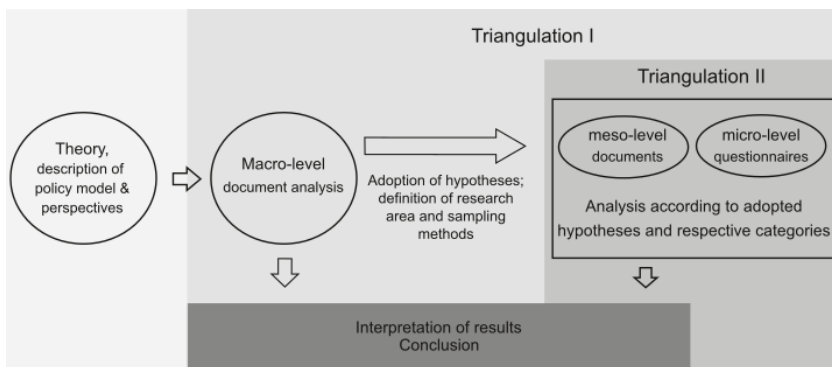 Triangulation I
Triangulation II
Theory,
description of
policy model &
perspectives
Macro-level
document analysis
Adoption of hypotheses;
definition of research
area and sampling
methods
meso-level
documents
micro-level
questionnaires
Analysis according to adopted
hypotheses and respective categories
Interpretation of results
Conclusion